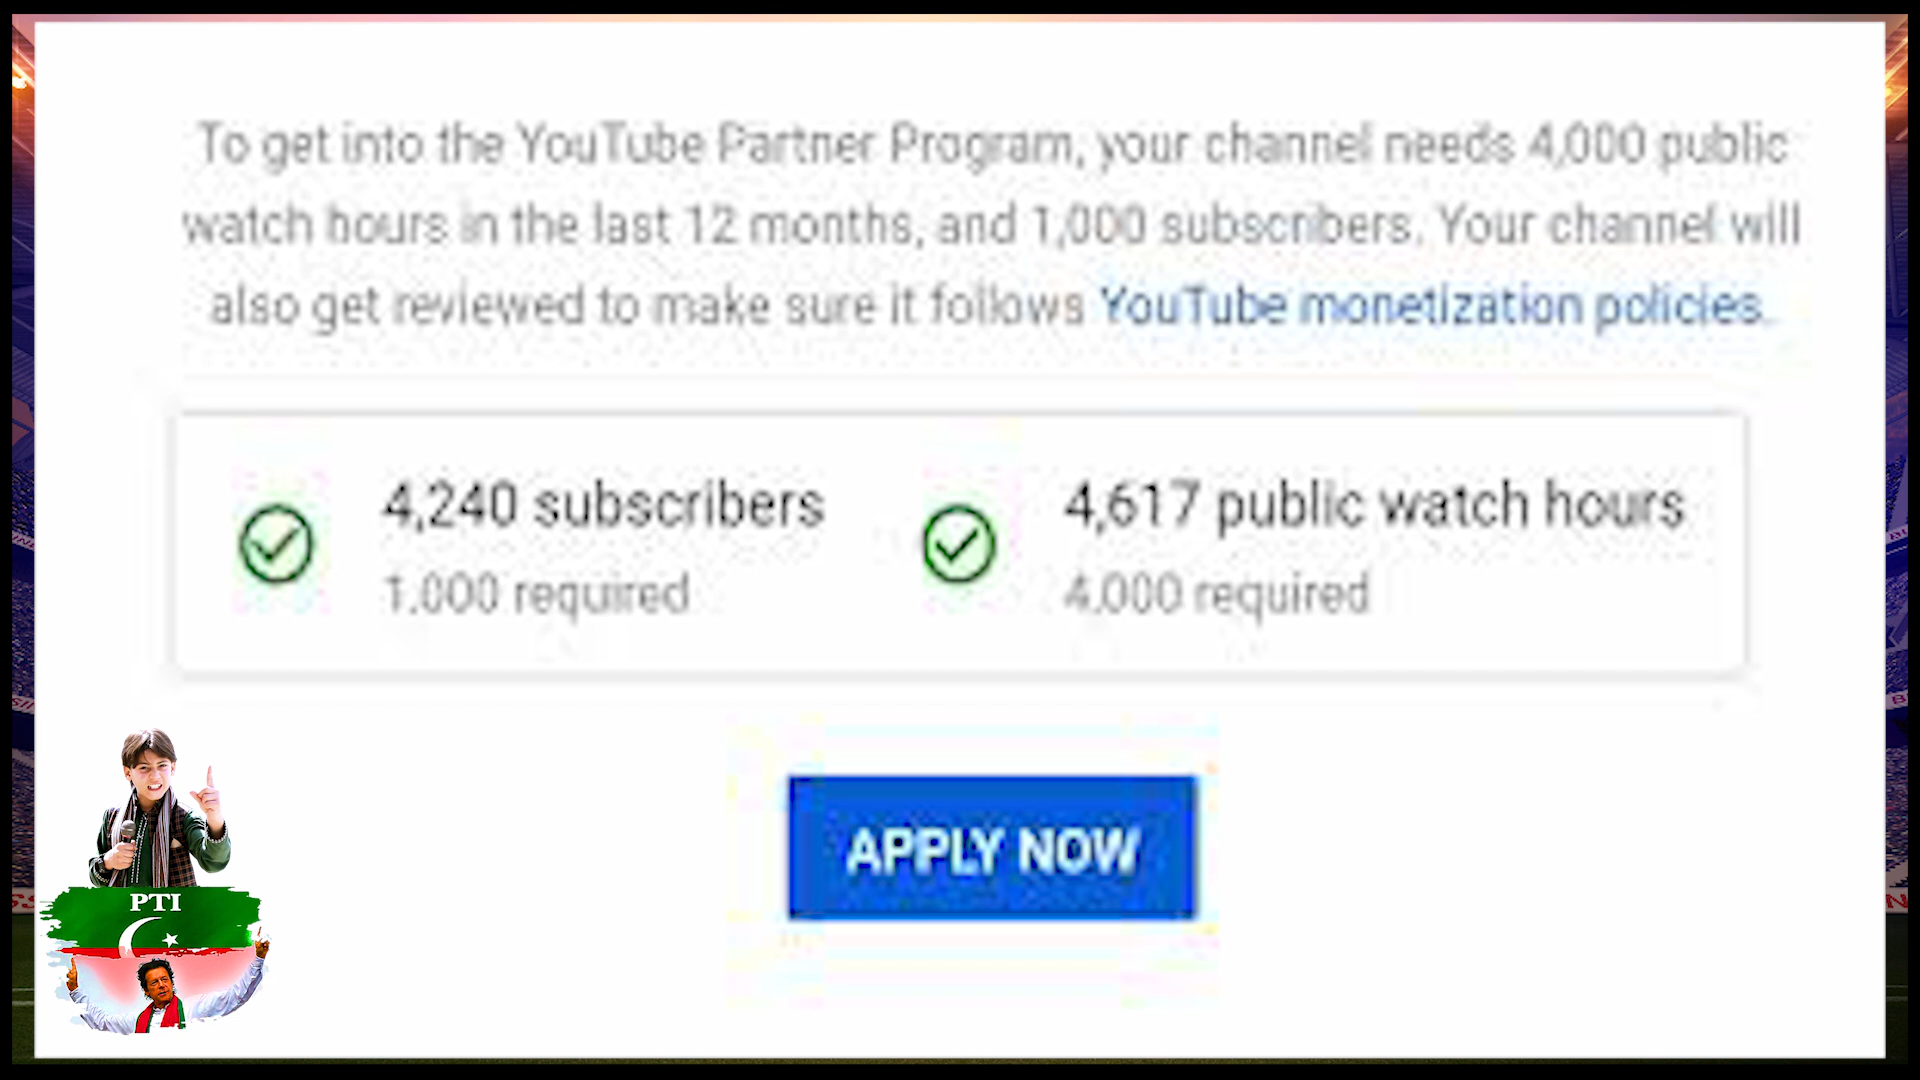 To get into the YouTube Partner Program, your channel needs 4,000 public
watch hours in the last 12 months, and 1,000 subscribers. Your channel will
also get reviewed to make sure it follows YouTube monetization policies.
4,240 subscribers
1,000 required
4,617 public watch hours
4,000 required
APPLY NOW
PTI